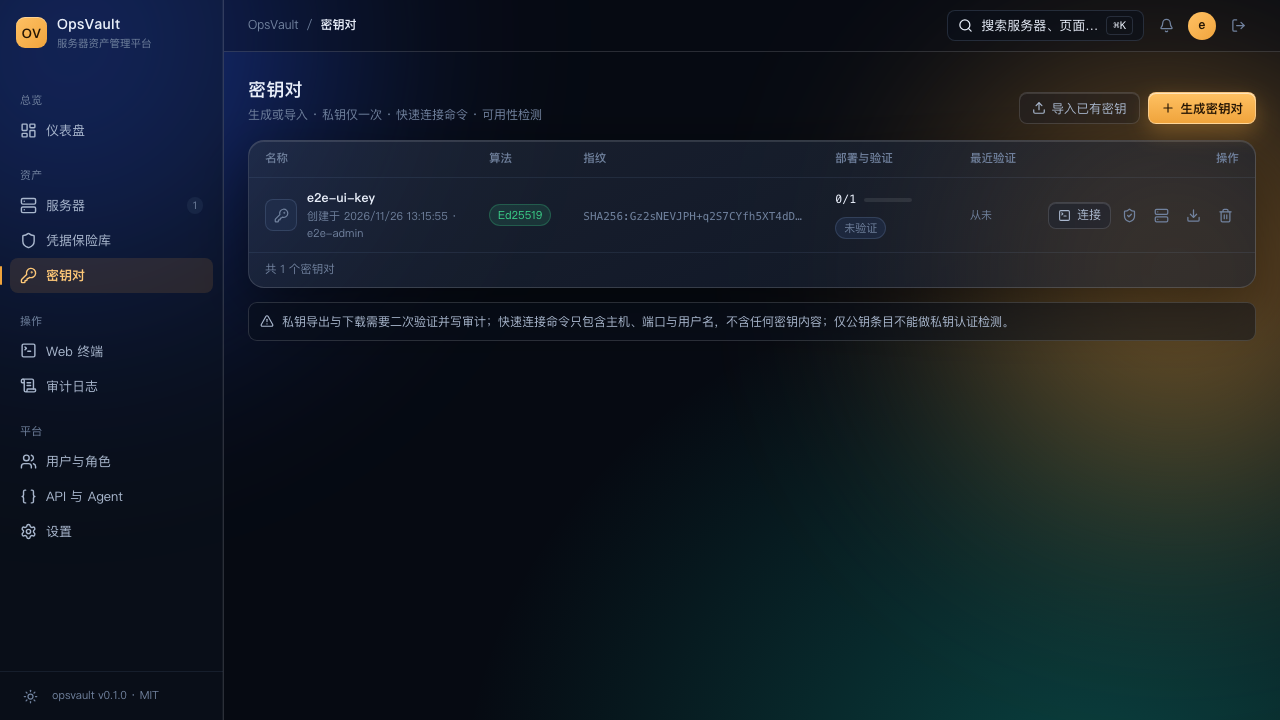 OV
OpsVault
服务器资产管理平台
总览
仪表盘
资产
服务器 1
凭据保险库
密钥对
操作
Web 终端
审计日志
平台
用户与角色
API 与 Agent
设置
opsvault v0.1.0 · MIT
OpsVault / 密钥对
搜索服务器、页面… ⌘K
e
密钥对
生成或导入 · 私钥仅一次 · 快速连接命令 · 可用性检测
导入已有密钥
生成密钥对
名称 算法 指纹 部署与验证 最近验证 操作
e2e-ui-key
创建于 2026/11/26 13:15:55 ·
e2e-admin
Ed25519
SHA256:Gz2sNEVJPH+q2S7CYfh5XT4dD…
0/1
未验证
从未
连接
共 1 个密钥对
私钥导出与下载需要二次验证并写审计；快速连接命令只包含主机、端口与用户名，不含任何密钥内容；仅公钥条目不能做私钥认证检测。